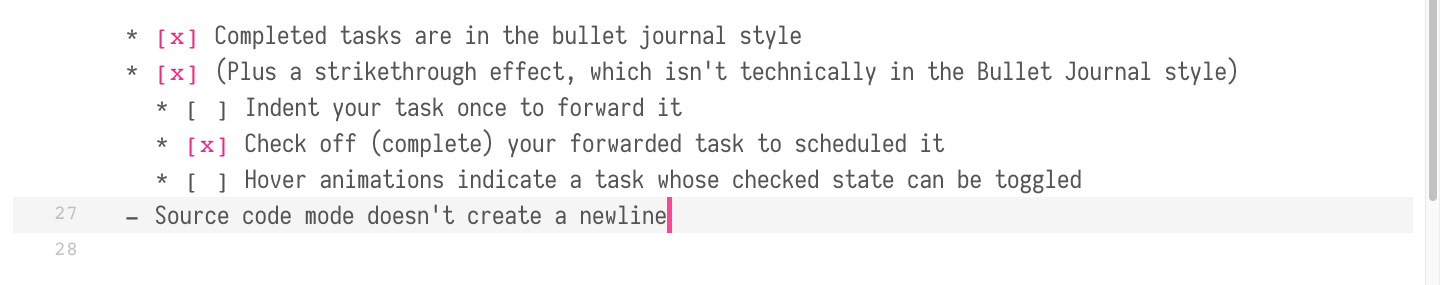 * [x] Completed tasks are in the bullet journal style
* [x] (Plus a strikethrough effect, which isn't technically in the Bullet Journal style)
* [ ] Indent your task once to forward it
* [x] Check off (complete) your forwarded task to scheduled it
* [ ] Hover animations indicate a task whose checked state can be toggled
27 – Source code mode doesn't create a newline
28